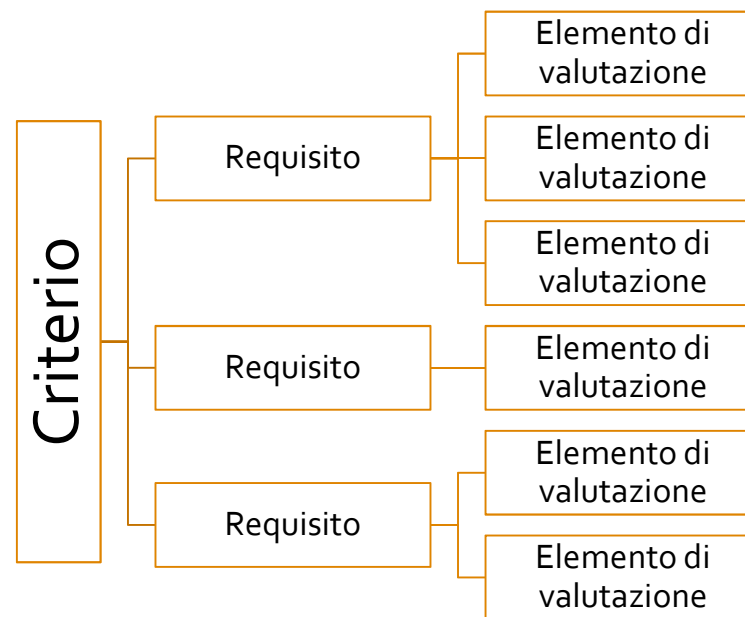 Criterio
Requisito
Elemento di
valutazione
Elemento di
valutazione
Elemento di
valutazione
Requisito
Elemento di
valutazione
Requisito
Elemento di
valutazione
Elemento di
valutazione